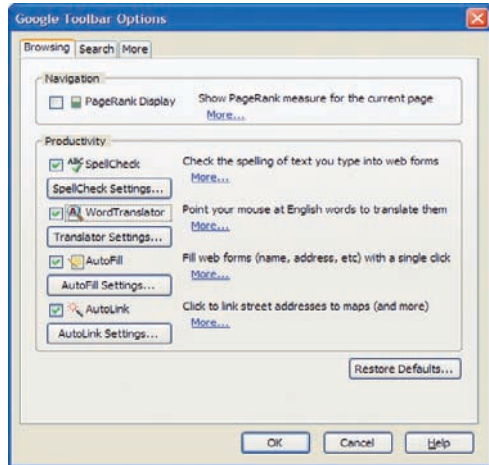 Google Toolbar Options
Browsing Search More
Navigation
PageRank Display Show PageRank measure for the current page
More...
Productivity
ABC SpellCheck Check the spelling of text you type into web forms
More...
SpellCheck Settings...
WordTranslator Point your mouse at English words to translate them
More...
Translator Settings...
AutoFill Fill web forms (name, address, etc) with a single click
More...
AutoFill Settings...
AutoLink Click to link street addresses to maps (and more)
More...
AutoLink Settings...
Restore Defaults...
OK Cancel Help